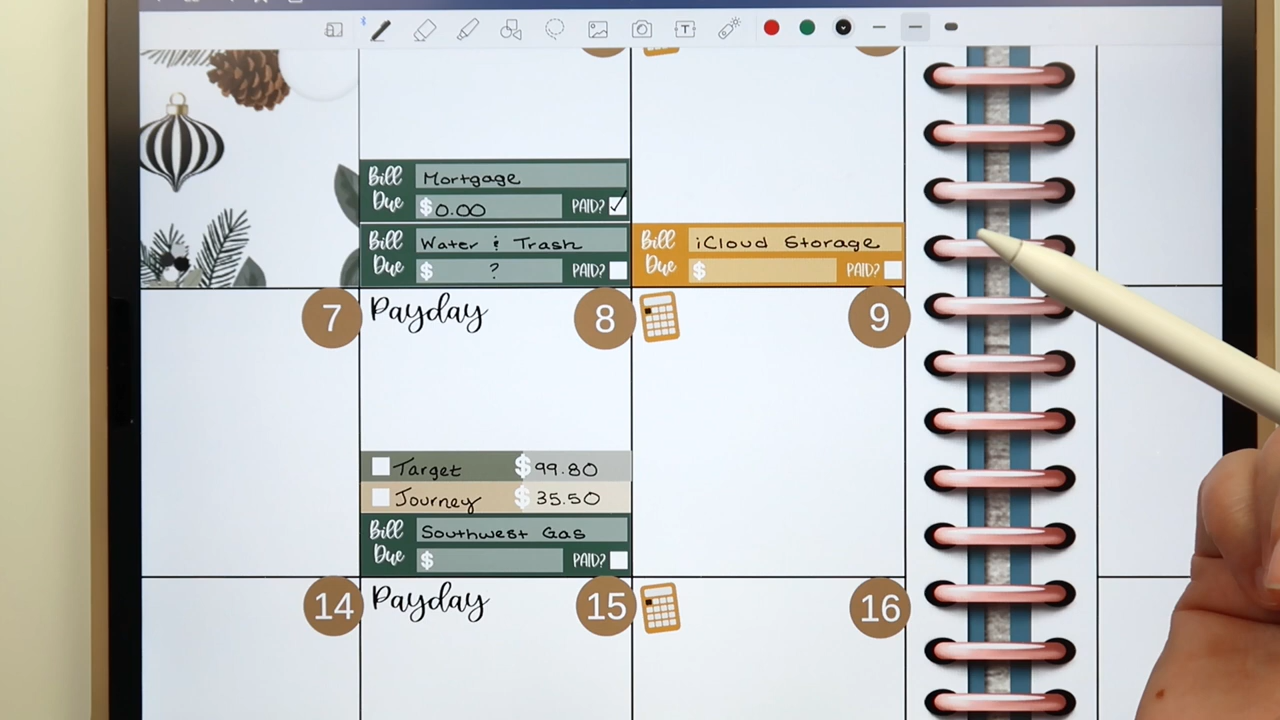 T
Bill Due Mortgage
$0.00 PAID?
Bill Due Water & Trash
$ ? PAID?
Bill Due iCloud Storage
$ PAID?
7
Payday 8
9
Target $99.80
Journey $35.50
Bill Due Southwest Gas
$ PAID?
14
Payday 15
16